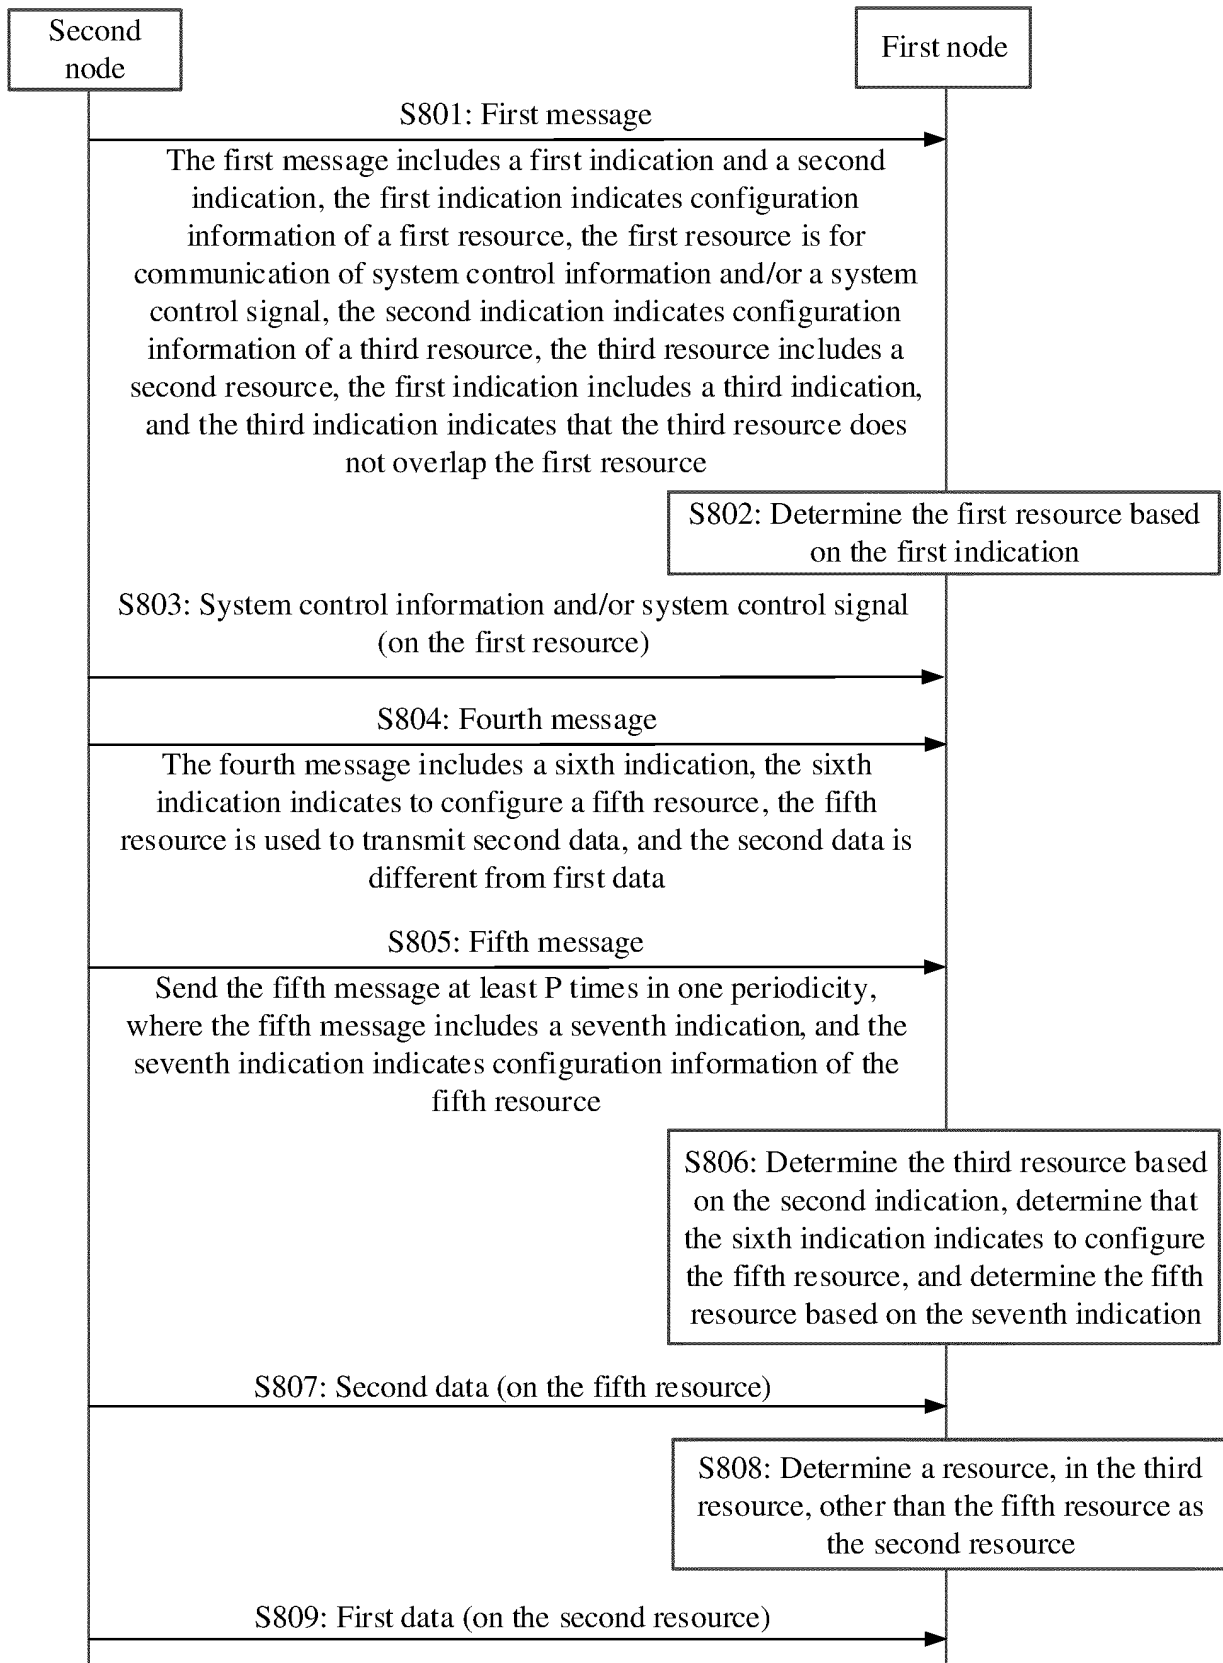 Second
node
First node
S801: First message
The first message includes a first indication and a second
indication, the first indication indicates configuration
information of a first resource, the first resource is for
communication of system control information and/or a system
control signal, the second indication indicates configuration
information of a third resource, the third resource includes a
second resource, the first indication includes a third indication,
and the third indication indicates that the third resource does
not overlap the first resource
S802: Determine the first resource based
on the first indication
S803: System control information and/or system control signal
(on the first resource)
S804: Fourth message
The fourth message includes a sixth indication, the sixth
indication indicates to configure a fifth resource, the fifth
resource is used to transmit second data, and the second data is
different from first data
S805: Fifth message
Send the fifth message at least P times in one periodicity,
where the fifth message includes a seventh indication, and the
seventh indication indicates configuration information of the
fifth resource
S806: Determine the third resource based
on the second indication, determine that
the sixth indication indicates to configure
the fifth resource, and determine the fifth
resource based on the seventh indication
S807: Second data (on the fifth resource)
S808: Determine a resource, in the third
resource, other than the fifth resource as
the second resource
S809: First data (on the second resource)